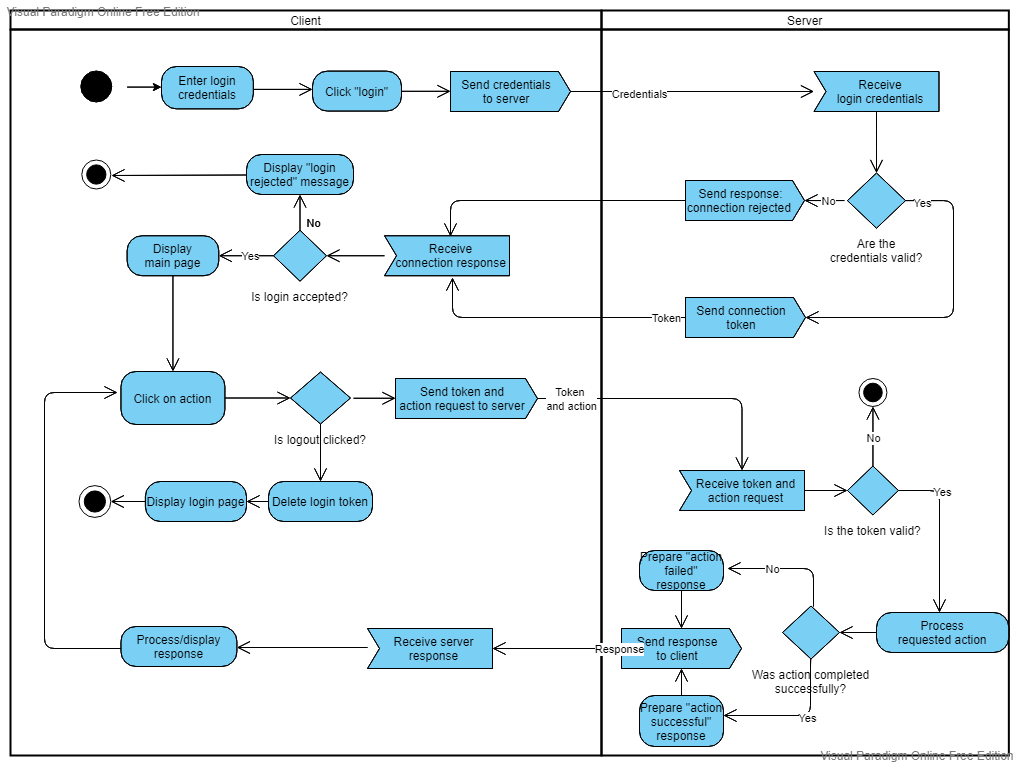 Visual Paradigm Online Free Edition
Client
Server
Enter login
credentials
Click "login"
Send credentials
to server
Credentials
Receive
login credentials
Display "login
rejected" message
No
Send response:
connection rejected
No
Yes
Are the
credentials valid?
Display
main page
Yes
Is login accepted?
Receive
connection response
Token
Send connection
token
Click on action
Is logout clicked?
Send token and
action request to server
Token
and action
No
Receive token and
action request
Yes
Is the token valid?
Display login page
Delete login token
Prepare "action
failed"
response
No
Process
requested action
Process/display
response
Receive server
response
Response
Send response
to client
Was action completed
successfully?
Prepare "action
successful"
response
Yes
Visual Paradigm Online Free Edition